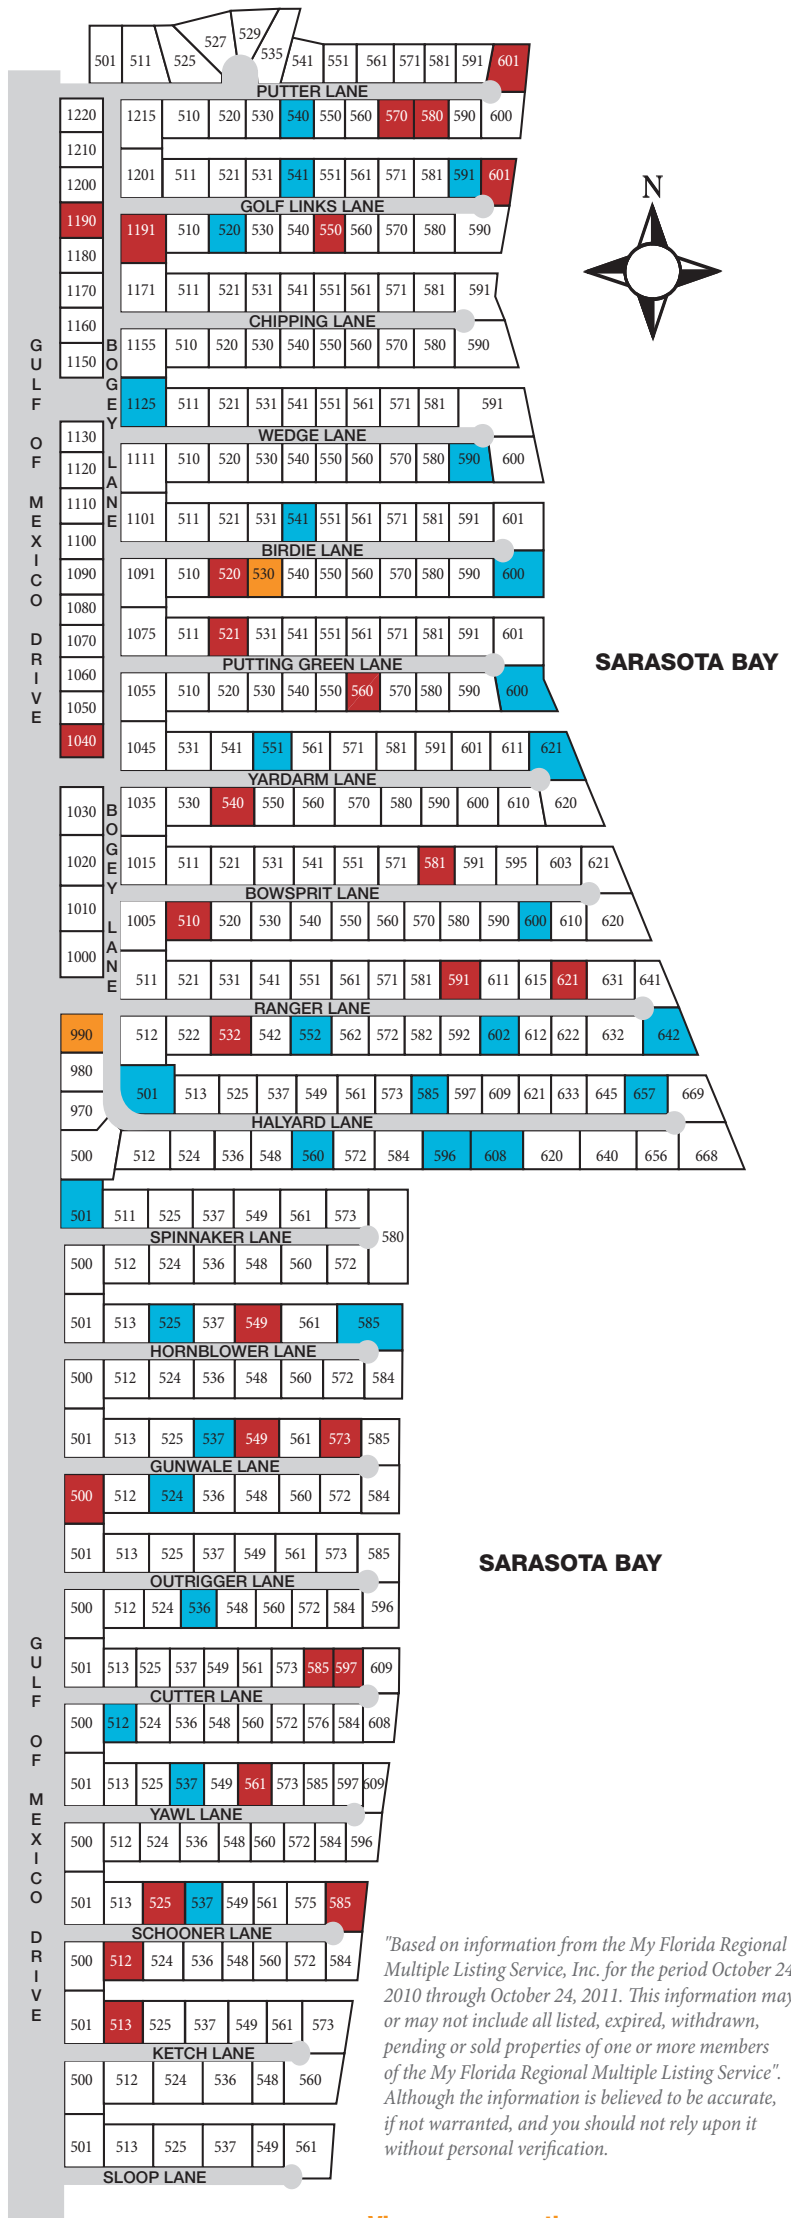 501 511 525 527 529 535 541 551 561 571 581 591 601
PUTTER LANE
1220 1215 510 520 530 540 550 560 570 580 590 600
1210
1200 1201 511 521 531 541 551 561 571 581 591 601
GOLF LINKS LANE
1190 1191 510 520 530 540 550 560 570 580 590
1180
1170 1171 511 521 531 541 551 561 571 581 591
CHIPPING LANE
1160
1150 1155 510 520 530 540 550 560 570 580 590
GULF OF MEXICO DRIVE
BOGEY LANE
1125 511 521 531 541 551 561 571 581 591
WEDGE LANE
1130
1120 1111 510 520 530 540 550 560 570 580 590 600
1110 1101 511 521 531 541 551 561 571 581 591 601
1100
BIRDIE LANE
1090 1091 510 520 530 540 550 560 570 580 590 600
1080
1070 1075 511 521 531 541 551 561 571 581 591 601
PUTTING GREEN LANE
SARASOTA BAY
1060 1055 510 520 530 540 550 560 570 580 590 600
1050
1040 1045 531 541 551 561 571 581 591 601 611 621
YARDARM LANE
1030 1035 530 540 550 560 570 580 590 600 610 620
BOGEY LANE
1020 1015 511 521 531 541 551 571 581 591 595 603 621
BOWSPRIT LANE
1010 1005 510 520 530 540 550 560 570 580 590 600 610 620
1000 511 521 531 541 551 561 571 581 591 611 615 621 631 641
RANGER LANE
990 512 522 532 542 552 562 572 582 592 602 612 622 632 642
980
970 501 513 525 537 549 561 573 585 597 609 621 633 645 657 669
HALYARD LANE
500 512 524 536 548 560 572 584 596 608 620 640 656 668
501 511 525 537 549 561 573 580
SPINNAKER LANE
500 512 524 536 548 560 572
501 513 525 537 549 561 585
HORNBLOWER LANE
500 512 524 536 548 560 572 584
501 513 525 537 549 561 573 585
GUNWALE LANE
500 512 524 536 548 560 572 584
501 513 525 537 549 561 573 585
SARASOTA BAY
OUTRIGGER LANE
500 512 524 536 548 560 572 584 596
GULF OF MEXICO DRIVE
501 513 525 537 549 561 573 585 597 609
CUTTER LANE
500 512 524 536 548 560 572 576 584 608
501 513 525 537 549 561 573 585 597 609
YAWL LANE
500 512 524 536 548 560 572 584 596
501 513 525 537 549 561 575 585
SCHOONER LANE
500 512 524 536 548 560 572 584
501 513 525 537 549 561 573
KETCH LANE
500 512 524 536 548 560
501 513 525 537 549 561
SLOOP LANE
N
"Based on information from the My Florida Regional
Multiple Listing Service, Inc. for the period October 24
2010 through October 24, 2011. This information may
or may not include all listed, expired, withdrawn,
pending or sold properties of one or more members
of the My Florida Regional Multiple Listing Service".
Although the information is believed to be accurate,
if not warranted, and you should not rely upon it
without personal verification.